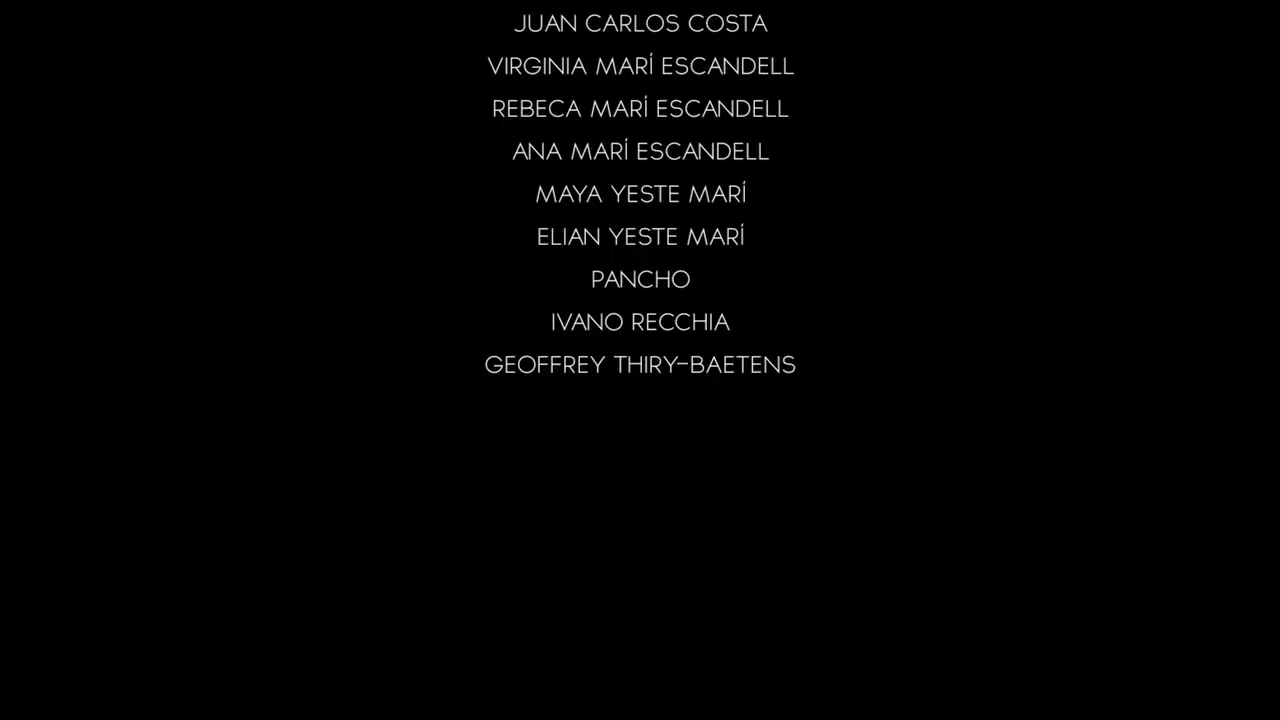 JUAN CARLOS COSTA
VIRGINIA MARÍ ESCANDELL
REBECA MARÍ ESCANDELL
ANA MARÍ ESCANDELL
MAYA YESTE MARÍ
ELIAN YESTE MARÍ
PANCHO
IVANO RECCHIA
GEOFFREY THIRY-BAETENS